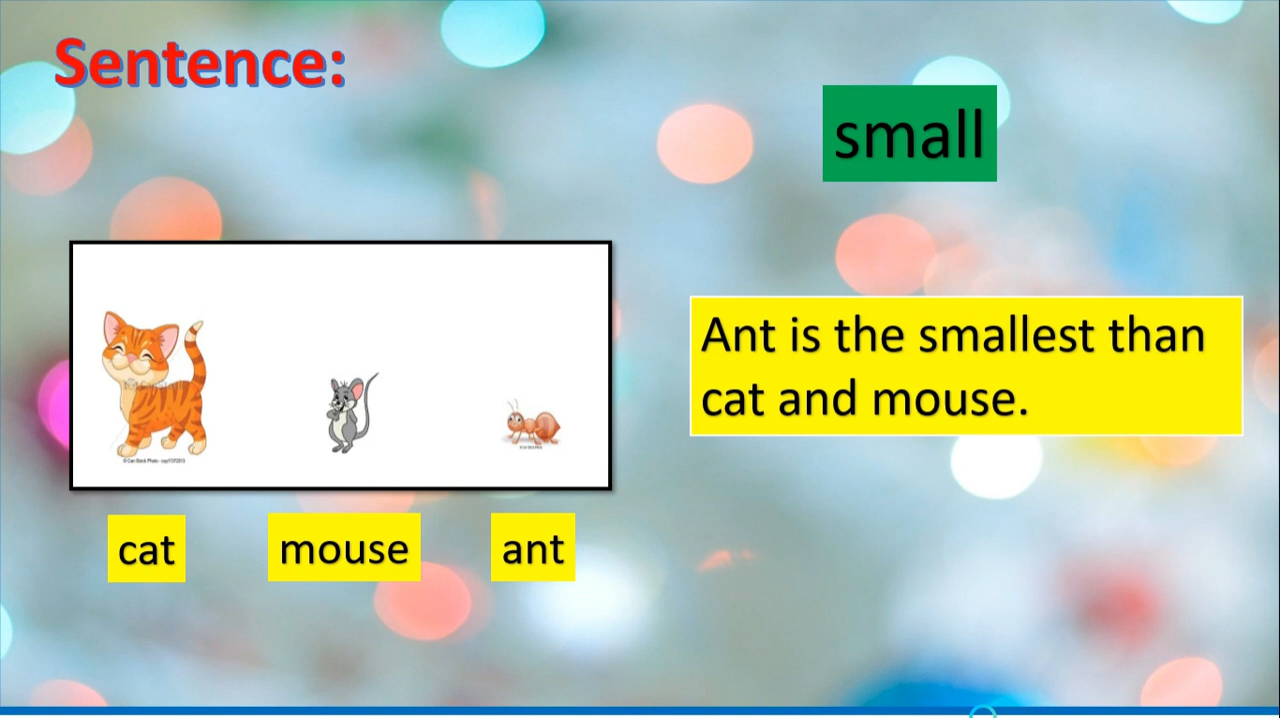 Sentence:
small
Ant is the smallest than
cat and mouse.
cat
mouse
ant